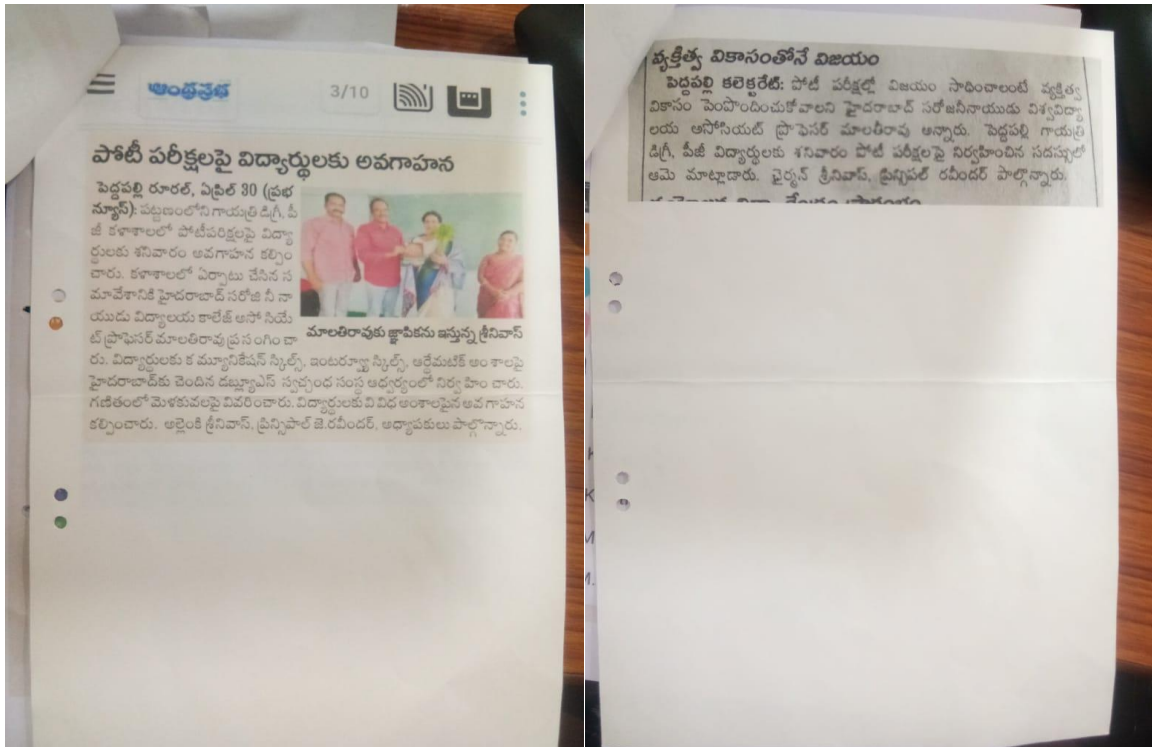 ఆంధ్రప్రభ
3/10
పోటీ పరీక్షలపై విద్యార్థులకు అవగాహన
పెద్దపల్లి రూరల్, ఏప్రిల్ 30 (ప్రభ
న్యూస్): పట్టణంలోని గాయత్రి డిగ్రీ, పీ
జీ కళాశాలలో పోటీపరిక్షలపై విద్యా
ర్థులకు శనివారం అవగాహన కల్పిం
చారు. కళాశాలలో ఏర్పాటు చేసిన స
మావేశానికి హైదరాబాద్ సరోజి నీ నా
యుడు విద్యాలయ కాలేజ్ అసో సియే
ట్ ప్రొఫెసర్ మాలతిరావు ప్ర సంగిం చా
రు. విద్యార్థులకు క మ్యూనికేషన్ స్కిల్స్, ఇంటర్వ్యూ స్కిల్స్, ఆర్థేమటిక్ అం శాలపై
హైదరాబాద్‌కు చెందిన డబ్ల్యూఎస్ స్వచ్ఛంధ సంస్థ ఆధ్వర్యంలో నిర్వ హిం చారు.
గణితంలో మెళకువలపై వివరించారు. విద్యార్థులకు వి విధ అంశాలపైన అవ గాహన
కల్పించారు. అల్లెంకి శ్రీనివాస్, ప్రిన్సిపాల్ జె.రవీందర్, అధ్యాపకులు పాల్గొన్నారు.
మాలతిరావుకు జ్ఞాపికను ఇస్తున్న శ్రీనివాస్
వ్యక్తిత్వ వికాసంతోనే విజయం
పెద్దపల్లి కలెక్టరేట్: పోటీ పరీక్షల్లో విజయం సాధించాలంటే వ్యక్తిత్వ
వికాసం పెంపొందించుకోవాలని హైదరాబాద్ సరోజనీనాయుడు విశ్వవిద్యా
లయ అసోసియట్ ప్రొఫెసర్ మాలతీరావు అన్నారు. పెద్దపల్లి గాయత్రి
డిగ్రీ, పీజీ విద్యార్థులకు శనివారం పోటీ పరీక్షలపై నిర్వహించిన సదస్సులో
ఆమె మాట్లాడారు. ఛైర్మన్ శ్రీనివాస్, ప్రిన్సిపల్ రవీందర్ పాల్గొన్నారు.